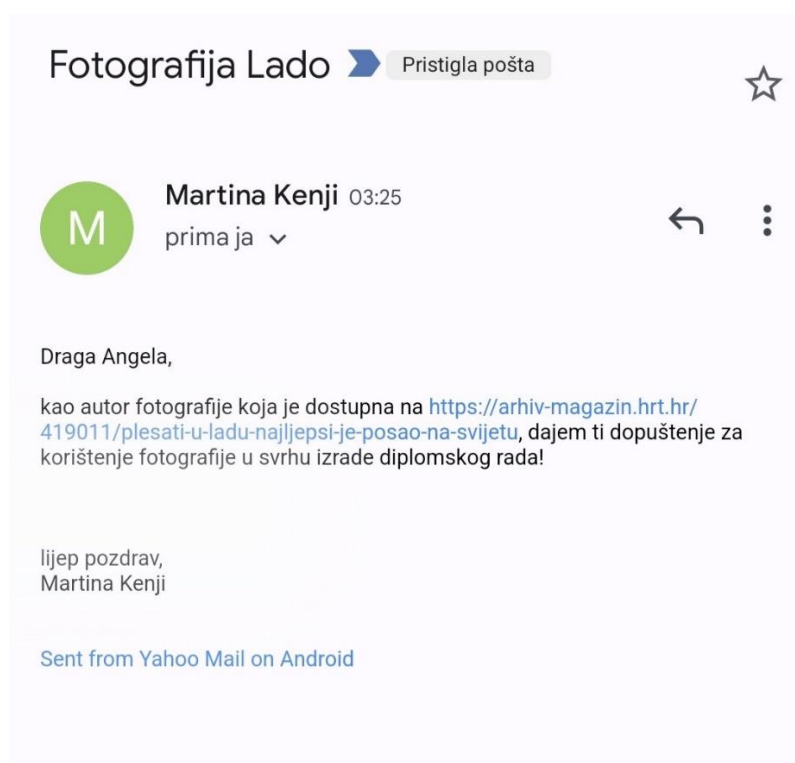 Fotografija Lado
Pristigla pošta
Martina Kenji 03:25
M
prima ja
Draga Angela,
kao autor fotografije koja je dostupna na https://arhiv-magazin.hrt.hr/
419011/plesati-u-ladu-najljepsi-je-posao-na-svijetu, dajem ti dopuštenje za
korištenje fotografije u svrhu izrade diplomskog rada!
lijep pozdrav,
Martina Kenji
Sent from Yahoo Mail on Android